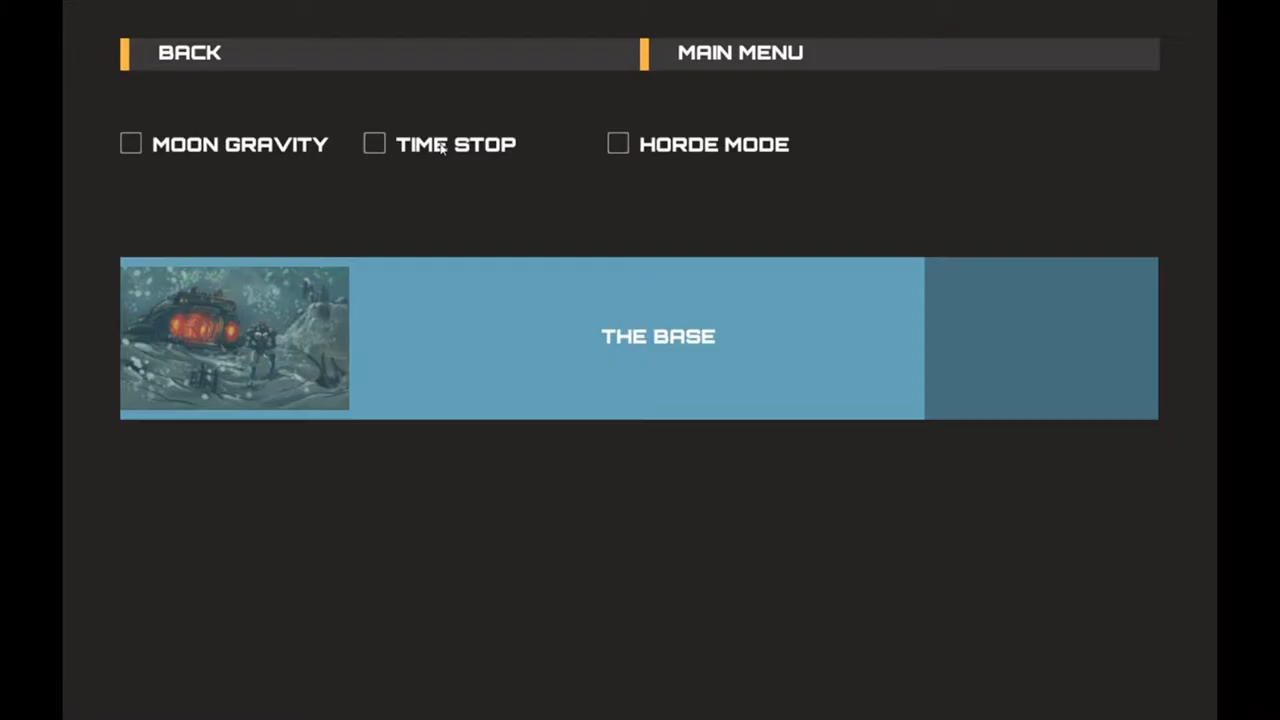 BACK
MAIN MENU
MOON GRAVITY
TIME STOP
HORDE MODE
THE BASE